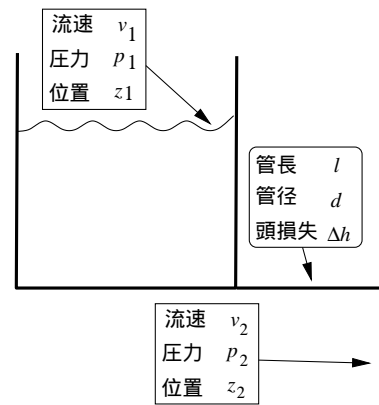 流速 v1
圧力 p1
位置 z1
管長 l
管径 d
頭損失 Δh
流速 v2
圧力 p2
位置 z2